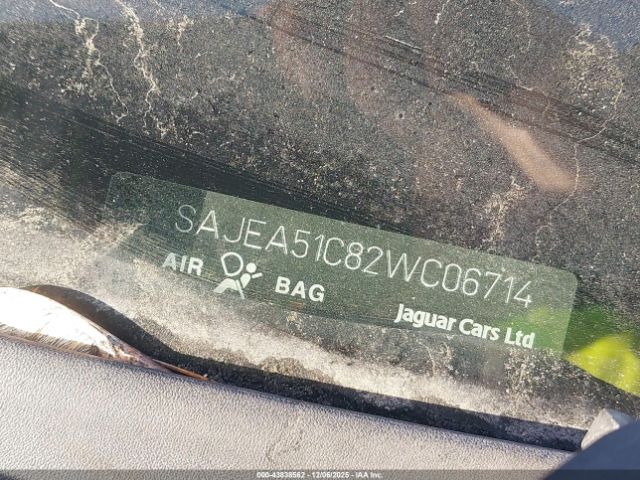 SAJEA51C82WC06714
AIR BAG
Jaguar Cars Ltd
000-43838562 - 12/06/2025 - IAA Inc.